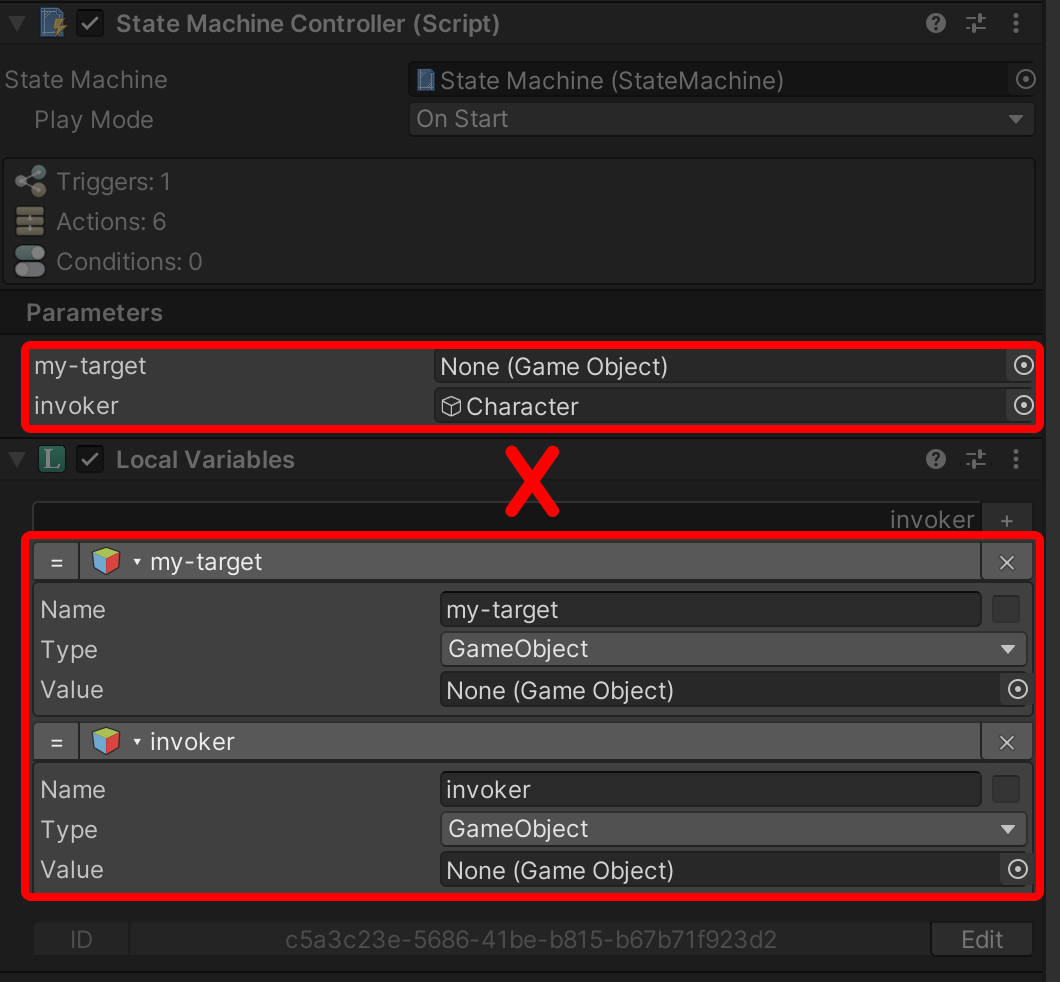 State Machine Controller (Script)
State Machine State Machine (StateMachine)
Play Mode On Start
Triggers: 1
Actions: 6
Conditions: 0
Parameters
my-target None (Game Object)
invoker Character
L Local Variables
invoker +
= my-target
Name my-target
Type GameObject
Value None (Game Object)
= invoker
Name invoker
Type GameObject
Value None (Game Object)
ID c5a3c23e-5686-41be-b815-b67b71f923d2 Edit